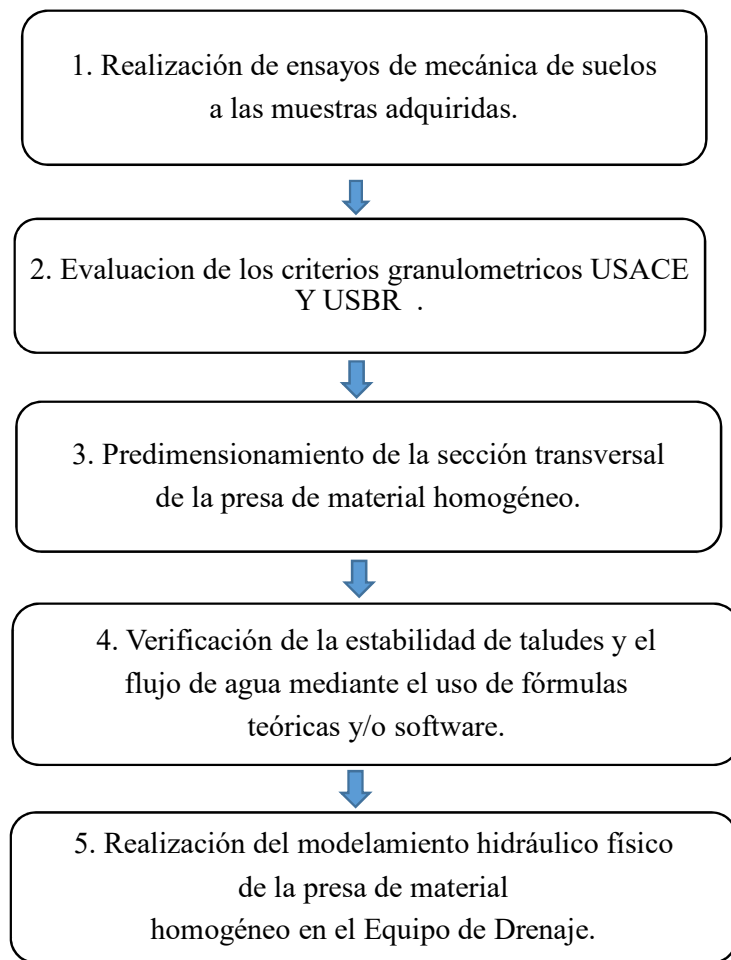 1. Realización de ensayos de mecánica de suelos
a las muestras adquiridas.
2. Evaluacion de los criterios granulometricos USACE
Y USBR .
3. Predimensionamiento de la sección transversal
de la presa de material homogéneo.
4. Verificación de la estabilidad de taludes y el
flujo de agua mediante el uso de fórmulas
teóricas y/o software.
5. Realización del modelamiento hidráulico físico
de la presa de material
homogéneo en el Equipo de Drenaje.